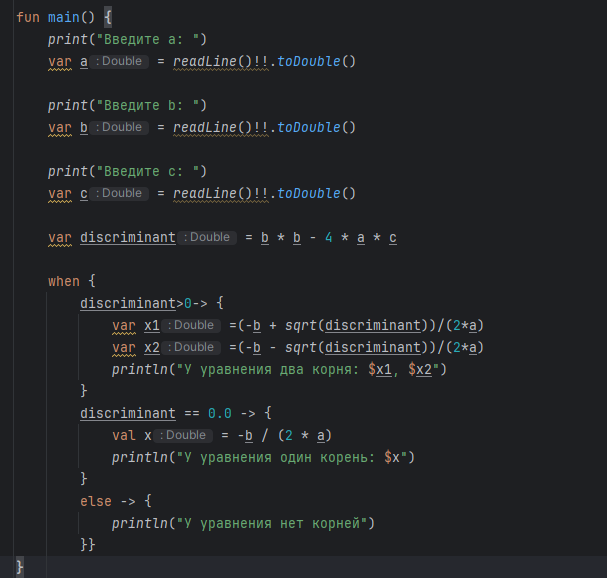 fun main() {
print("Введите a: ")
var a : Double = readLine()!!.toDouble()
print("Введите b: ")
var b : Double = readLine()!!.toDouble()
print("Введите c: ")
var c : Double = readLine()!!.toDouble()
var discriminant : Double = b * b - 4 * a * c
when {
discriminant>0-> {
var x1 : Double =(-b + sqrt(discriminant))/(2*a)
var x2 : Double =(-b - sqrt(discriminant))/(2*a)
println("У уравнения два корня: $x1, $x2")
}
discriminant == 0.0 -> {
val x : Double = -b / (2 * a)
println("У уравнения один корень: $x")
}
else -> {
println("У уравнения нет корней")
}}
}